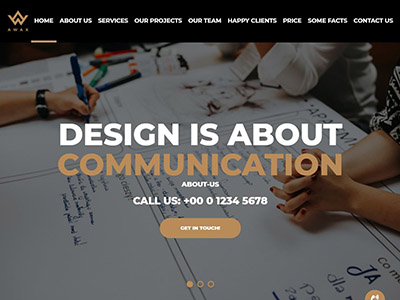 AWAX
HOME ABOUT US SERVICES OUR PROJECTS OUR TEAM HAPPY CLIENTS PRICE SOME FACTS CONTACT US
DESIGN IS ABOUT
COMMUNICATION
ABOUT-US
CALL US: +00 0 1234 5678
GET IN TOUCH!